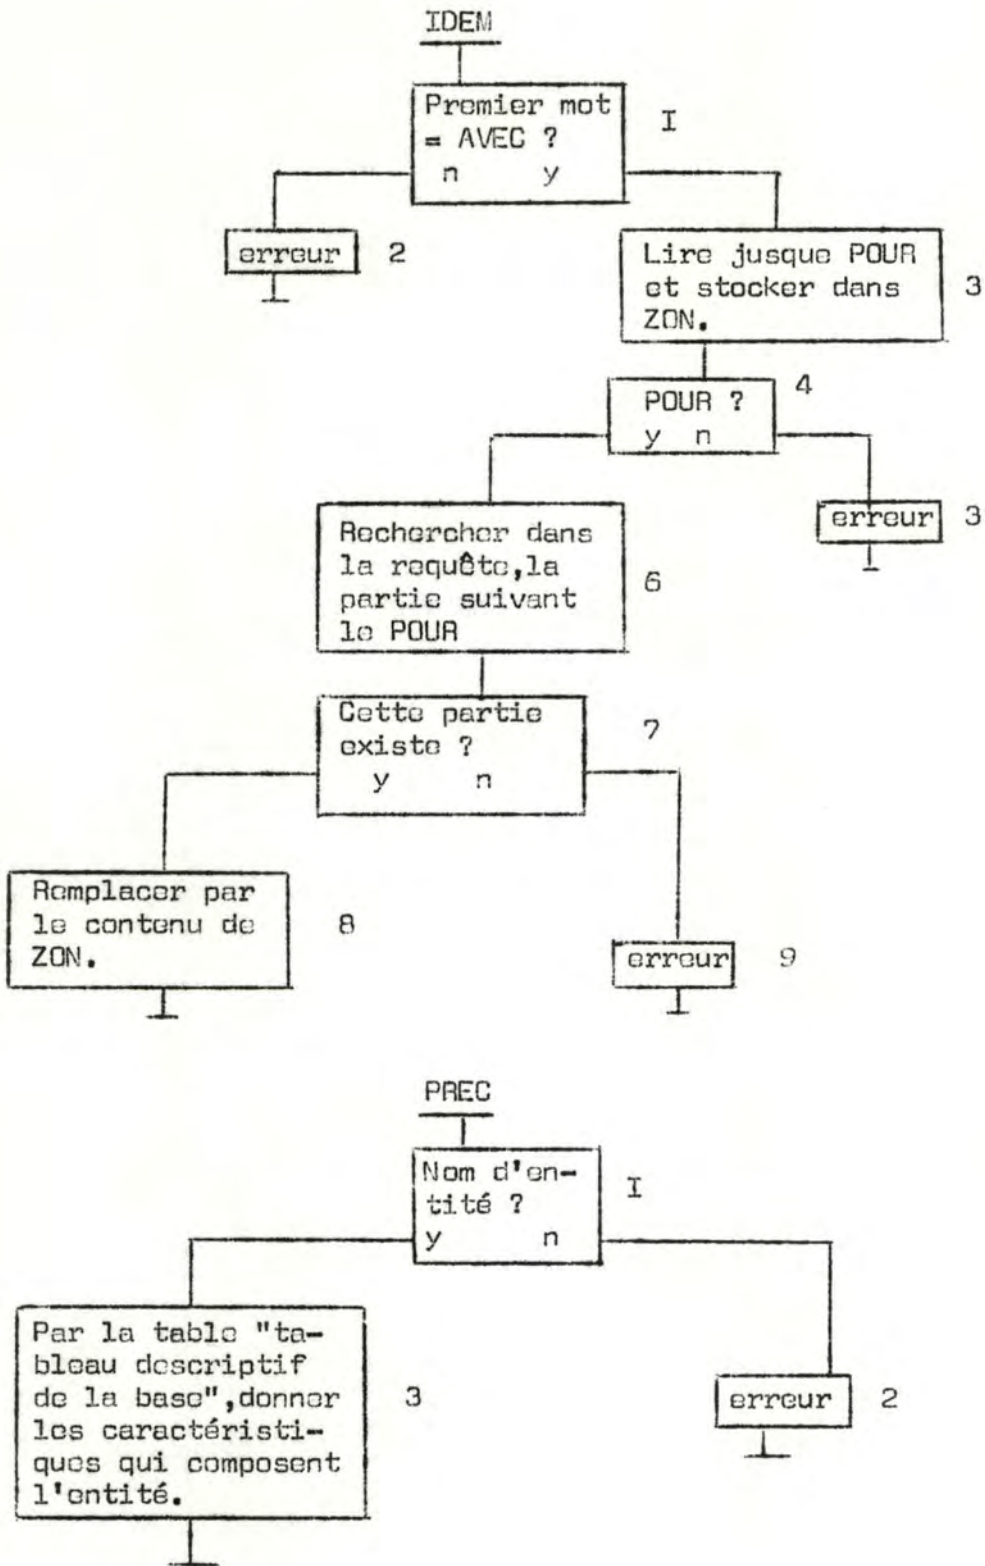 IDEM
Premier mot
= AVEC ?
n y
I
erreur 2
Lire jusque POUR
et stocker dans
ZON.
3
POUR ?
y n
4
erreur 3
Rechercher dans
la requête,la
partie suivant
le POUR
6
Cette partie
existe ?
y n
7
Remplacer par
le contenu de
ZON.
8
erreur 9
PREC
Nom d'en-
tité ?
y n
I
Par la table "ta-
bleau descriptif
de la base",donner
les caractéristi-
ques qui composent
l'entité.
3
erreur 2